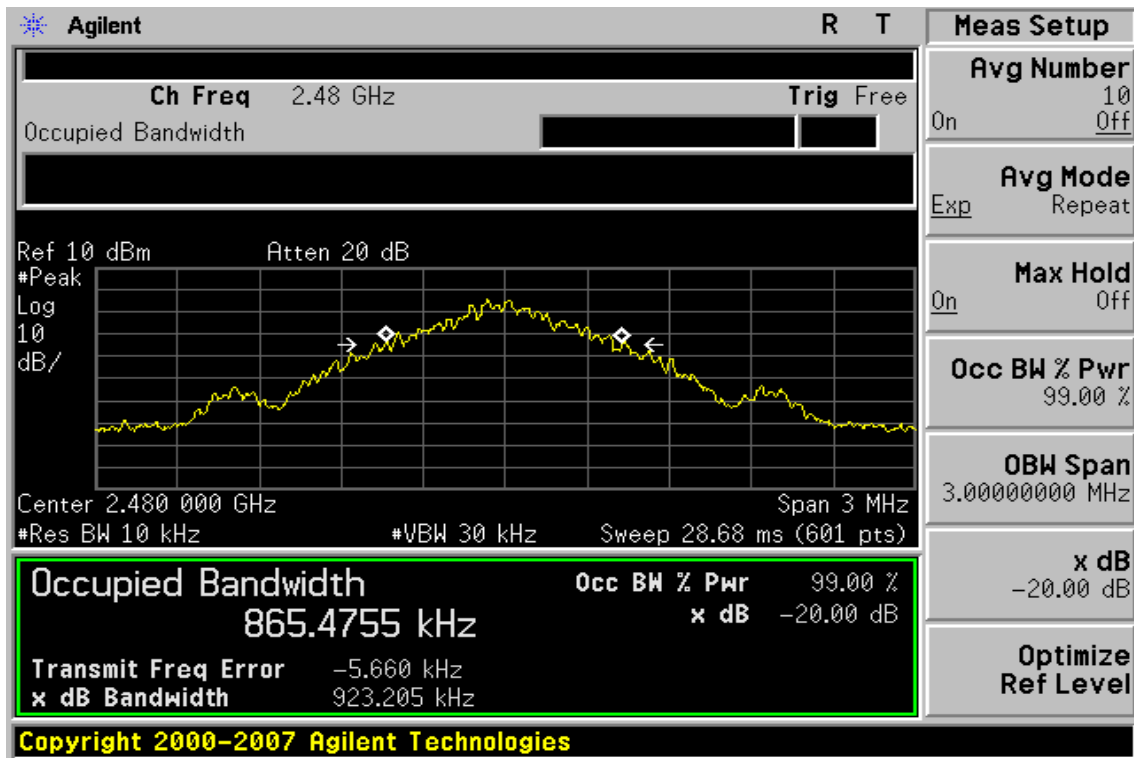 Agilent R T
Ch Freq 2.48 GHz Trig Free
Occupied Bandwidth
Ref 10 dBm Atten 20 dB
#Peak
Log
10
dB/
Center 2.480 000 GHz Span 3 MHz
#Res BW 10 kHz #VBW 30 kHz Sweep 28.68 ms (601 pts)
Occupied Bandwidth Occ BW % Pwr 99.00 %
865.4755 kHz x dB -20.00 dB
Transmit Freq Error -5.660 kHz
x dB Bandwidth 923.205 kHz
Copyright 2000-2007 Agilent Technologies
Meas Setup
Avg Number
10
On Off
Avg Mode
Exp Repeat
Max Hold
On Off
Occ BW % Pwr
99.00 %
OBW Span
3.00000000 MHz
x dB
-20.00 dB
Optimize
Ref Level